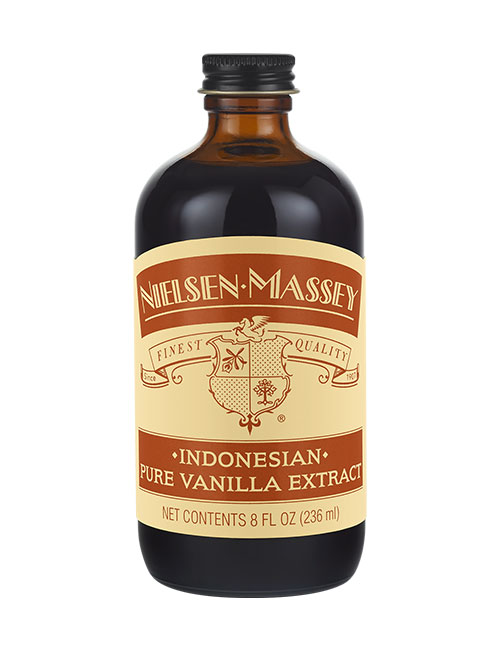 NIELSEN·MASSEY
FINEST QUALITY
Since 1907
®
·INDONESIAN·
PURE VANILLA EXTRACT
NET CONTENTS 8 FL OZ (236 ml)